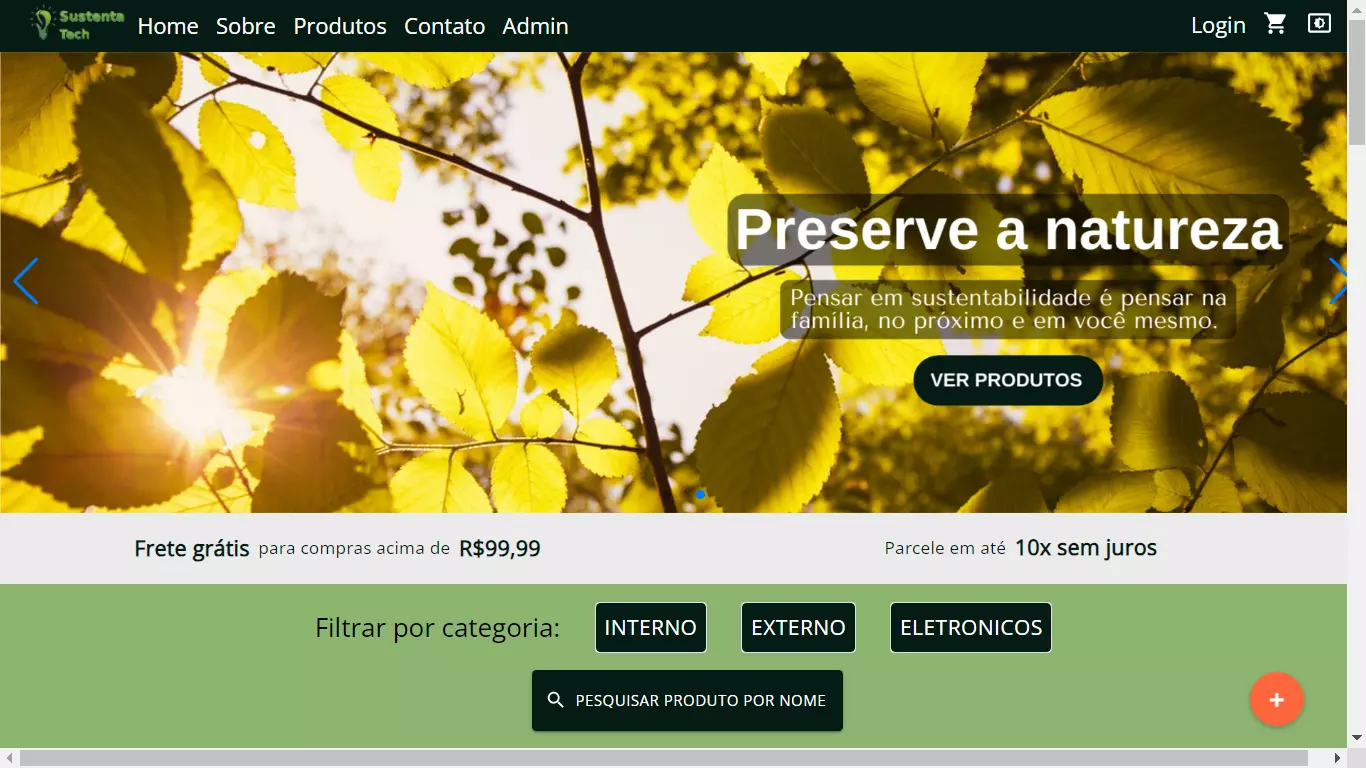 Sustenta
Tech
Home Sobre Produtos Contato Admin Login
Preserve a natureza
Pensar em sustentabilidade é pensar na
família, no próximo e em você mesmo.
VER PRODUTOS
Frete grátis para compras acima de R$99,99 Parcele em até 10x sem juros
Filtrar por categoria: INTERNO EXTERNO ELETRONICOS
PESQUISAR PRODUTO POR NOME
+